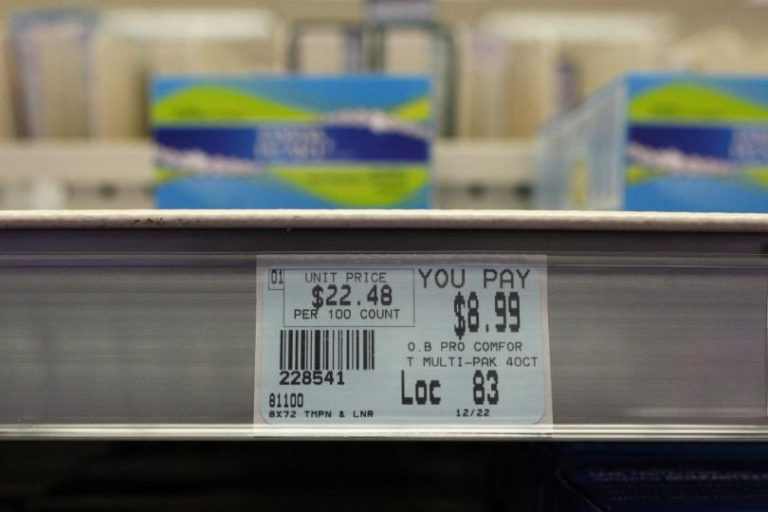 01
UNIT PRICE
$22.48
PER 100 COUNT
YOU PAY
$8.99
O.B PRO COMFOR
T MULTI-PAK 40CT
228541
Loc 83
81100
8X72 TMPN & LNR
12/22